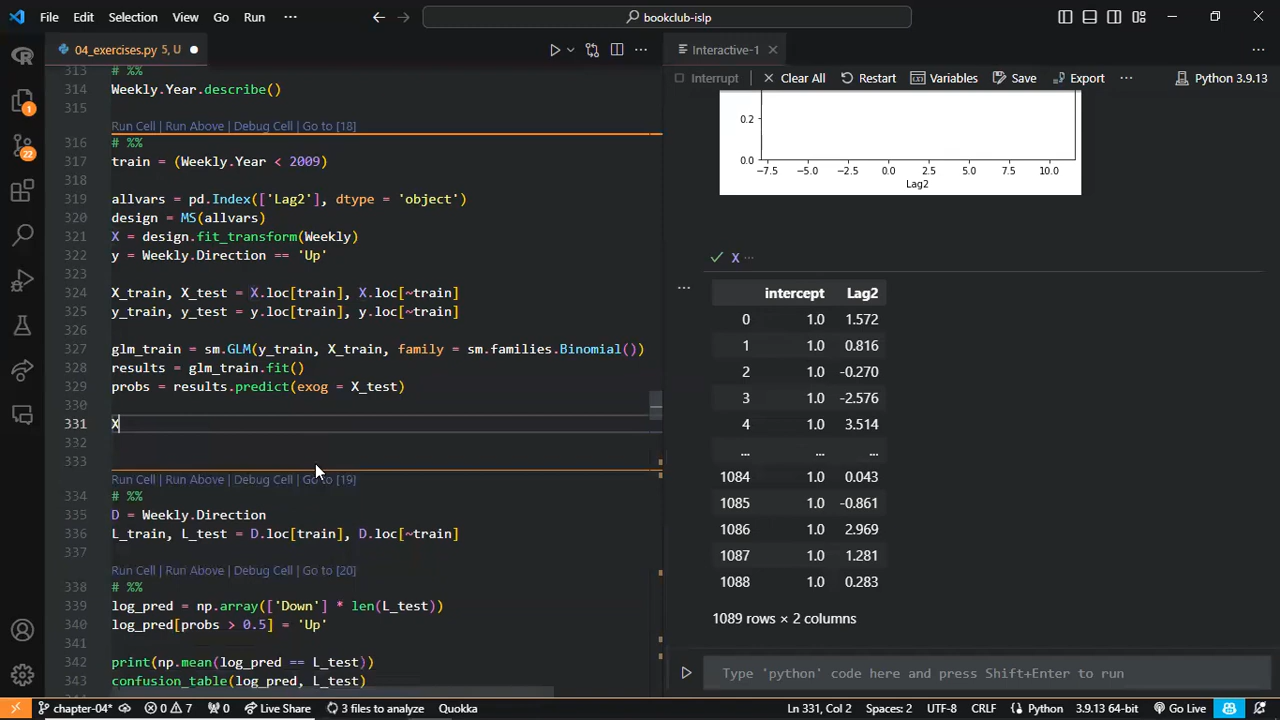 File Edit Selection View Go Run ··· bookclub-islp
04_exercises.py 5, U
Interactive-1
Interrupt Clear All Restart Variables Save Export ··· Python 3.9.13
313 # %%
314 Weekly.Year.describe()
315
Run Cell | Run Above | Debug Cell | Go to [18]
316 # %%
317 train = (Weekly.Year < 2009)
318
319 allvars = pd.Index(['Lag2'], dtype = 'object')
320 design = MS(allvars)
321 X = design.fit_transform(Weekly)
322 y = Weekly.Direction == 'Up'
323
324 X_train, X_test = X.loc[train], X.loc[~train]
325 y_train, y_test = y.loc[train], y.loc[~train]
326
327 glm_train = sm.GLM(y_train, X_train, family = sm.families.Binomial())
328 results = glm_train.fit()
329 probs = results.predict(exog = X_test)
330
331 X
332
333
Run Cell | Run Above | Debug Cell | Go to [19]
334 # %%
335 D = Weekly.Direction
336 L_train, L_test = D.loc[train], D.loc[~train]
337
Run Cell | Run Above | Debug Cell | Go to [20]
338 # %%
339 log_pred = np.array(['Down'] * len(L_test))
340 log_pred[probs > 0.5] = 'Up'
341
342 print(np.mean(log_pred == L_test))
343 confusion_table(log_pred, L_test)
0.2
0.0
−7.5 −5.0 −2.5 0.0 2.5 5.0 7.5 10.0
Lag2
X ···
intercept Lag2
0 1.0 1.572
1 1.0 0.816
2 1.0 -0.270
3 1.0 -2.576
4 1.0 3.514
... ... ...
1084 1.0 0.043
1085 1.0 -0.861
1086 1.0 2.969
1087 1.0 1.281
1088 1.0 0.283
1089 rows × 2 columns
Type 'python' code here and press Shift+Enter to run
1
22
chapter-04* 0 7 0 Live Share 3 files to analyze Quokka Ln 331, Col 2 Spaces: 2 UTF-8 CRLF Python 3.9.13 64-bit Go Live